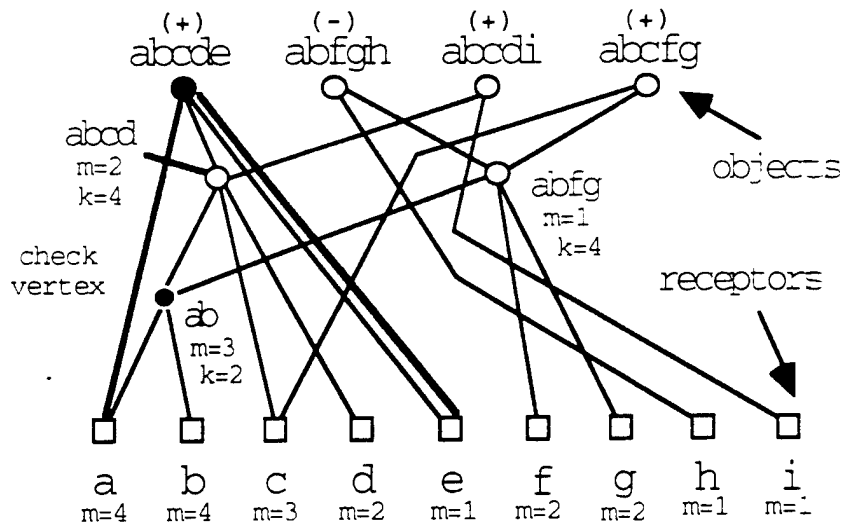 (+) (-) (+) (+)
abcde abfgh abcdi abcfg
abcd
m=2
k=4
objects
abfg
m=1
k=4
check
vertex
receptors
ab
m=3
k=2
a b c d e f g h i
m=4 m=4 m=3 m=2 m=1 m=2 m=2 m=1 m=1